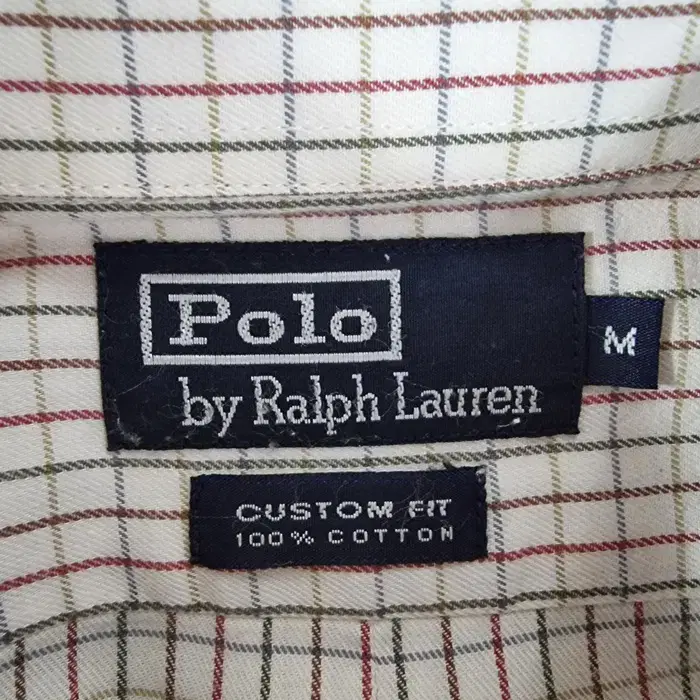 Polo
by Ralph Lauren
M
CUSTOM FIT
100% COTTON